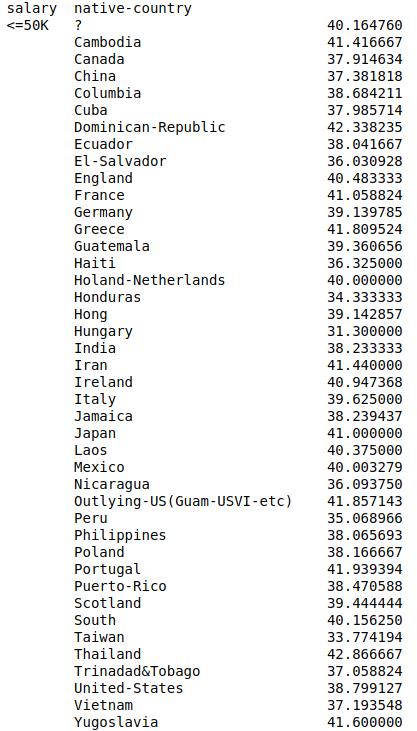 salary  native-country
<=50K   ?                             40.164760
        Cambodia                      41.416667
        Canada                        37.914634
        China                         37.381818
        Columbia                      38.684211
        Cuba                          37.985714
        Dominican-Republic            42.338235
        Ecuador                       38.041667
        El-Salvador                   36.030928
        England                       40.483333
        France                        41.058824
        Germany                       39.139785
        Greece                        41.809524
        Guatemala                     39.360656
        Haiti                         36.325000
        Holand-Netherlands            40.000000
        Honduras                      34.333333
        Hong                          39.142857
        Hungary                       31.300000
        India                         38.233333
        Iran                          41.440000
        Ireland                       40.947368
        Italy                         39.625000
        Jamaica                       38.239437
        Japan                         41.000000
        Laos                          40.375000
        Mexico                        40.003279
        Nicaragua                     36.093750
        Outlying-US(Guam-USVI-etc)    41.857143
        Peru                          35.068966
        Philippines                   38.065693
        Poland                        38.166667
        Portugal                      41.939394
        Puerto-Rico                   38.470588
        Scotland                      39.444444
        South                         40.156250
        Taiwan                        33.774194
        Thailand                      42.866667
        Trinadad&Tobago               37.058824
        United-States                 38.799127
        Vietnam                       37.193548
        Yugoslavia                    41.600000